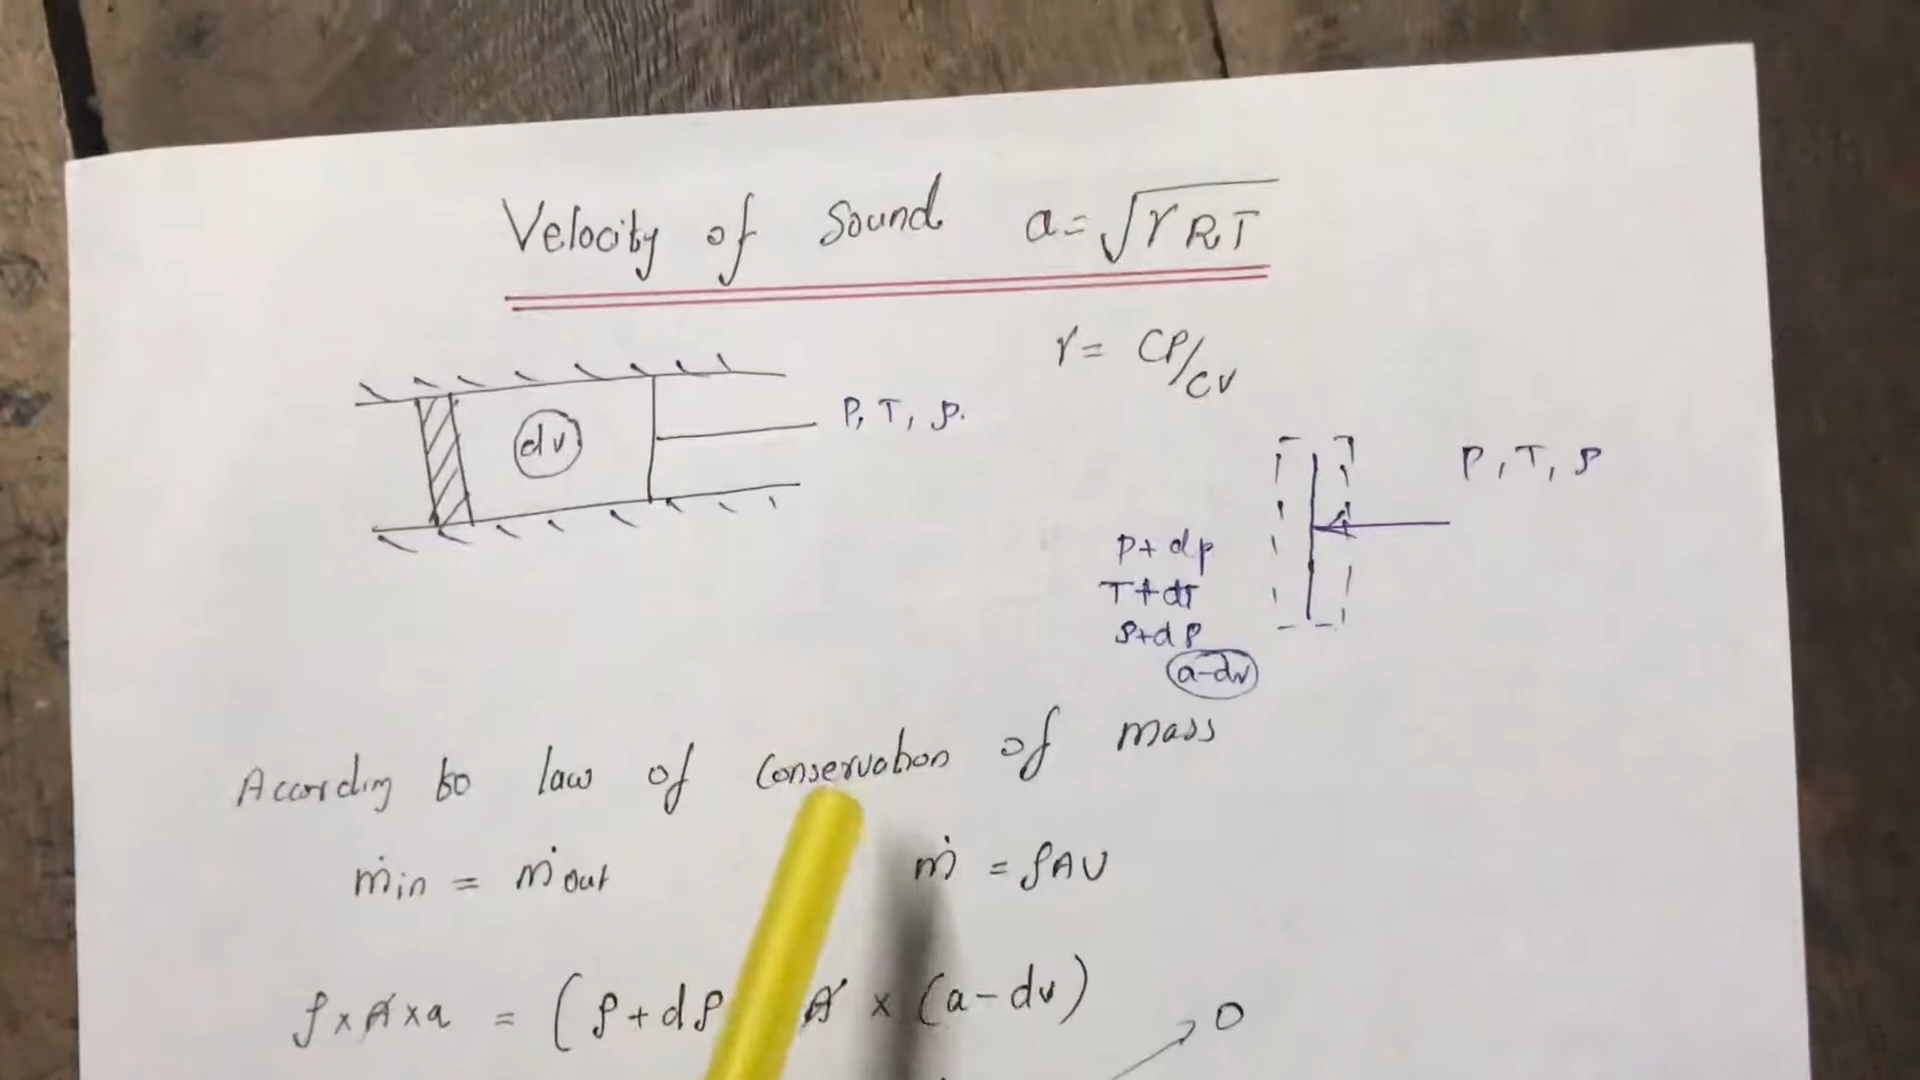 Velocity of Sound a = √γRT
γ = CP/CV
dv
P, T, ρ.
P, T, ρ
P + dp
T + dT
ρ + dρ
a-dv
According to law of Conservation of mass
ṁin = ṁout ṁ = ρAV
ρ x A x a = (ρ + dρ A x (a - dv)
0